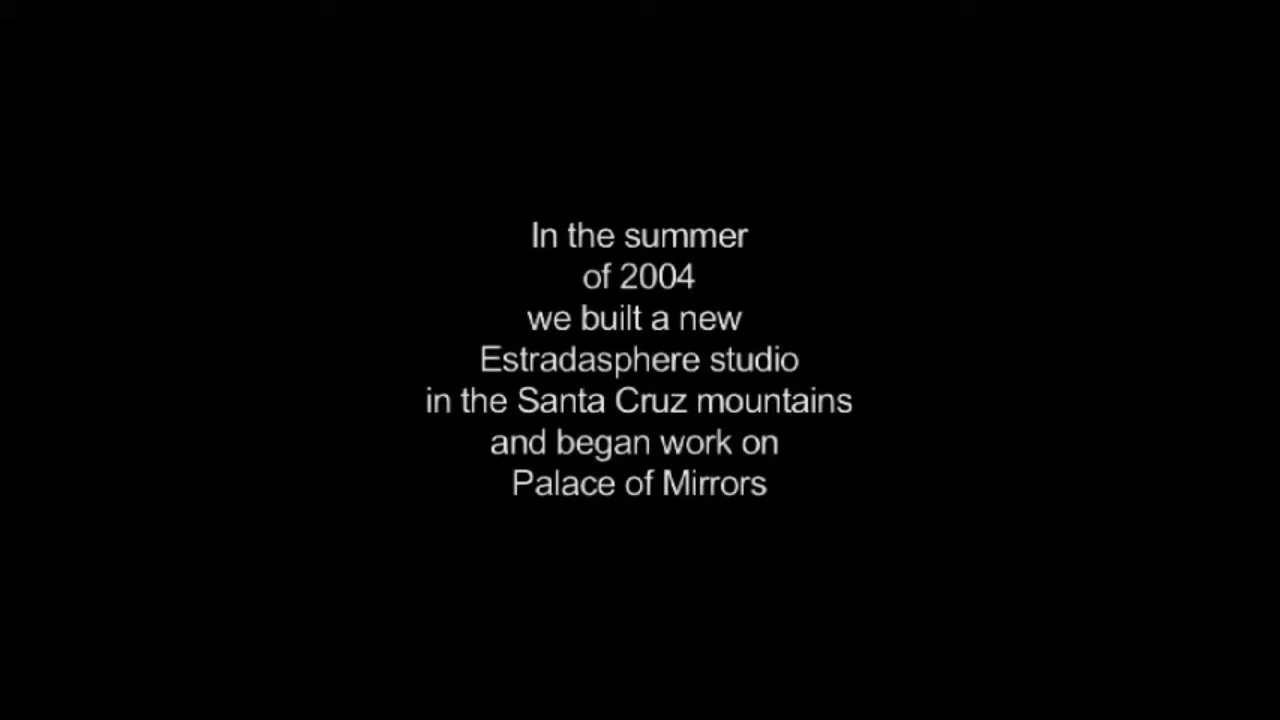 In the summer
of 2004
we built a new
Estradasphere studio
in the Santa Cruz mountains
and began work on
Palace of Mirrors